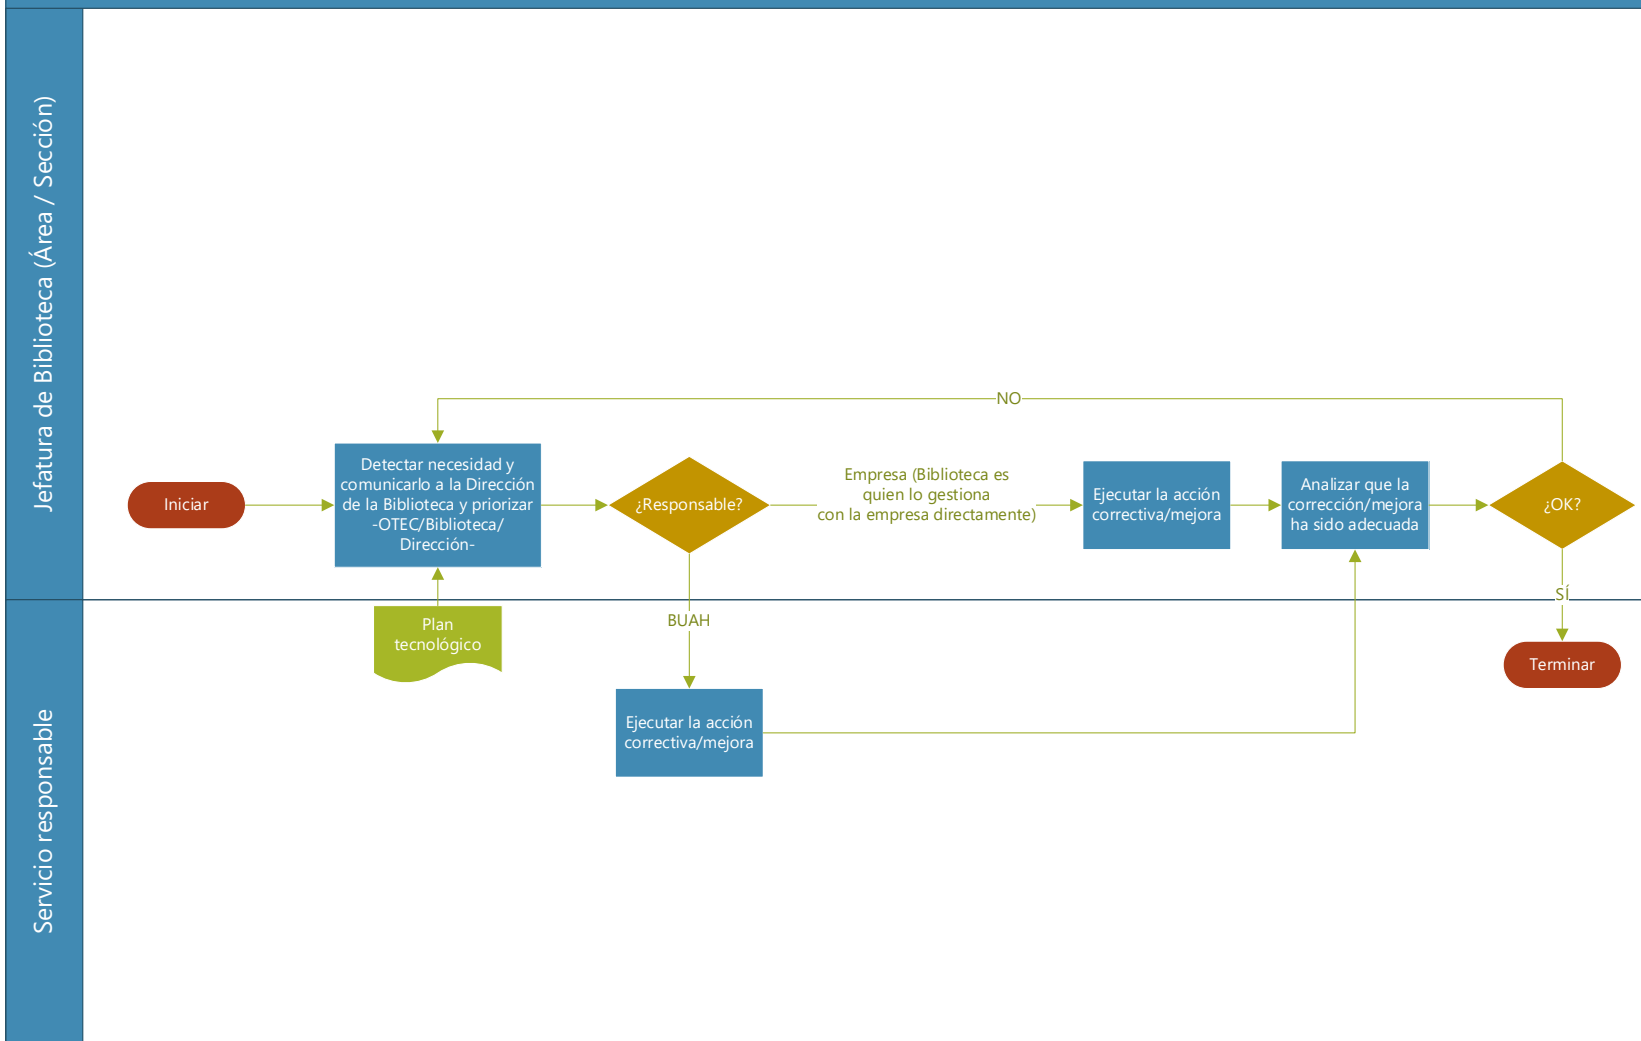 Jefatura de Biblioteca (Área / Sección)
NO
Iniciar
Detectar necesidad y
comunicarlo a la Dirección
de la Biblioteca y priorizar
-OTEC/Biblioteca/
Dirección-
¿Responsable?
Empresa (Biblioteca es
quien lo gestiona
con la empresa directamente)
Ejecutar la acción
correctiva/mejora
Analizar que la
corrección/mejora
ha sido adecuada
¿OK?
SÍ
Servicio responsable
Plan
tecnológico
BUAH
Terminar
Ejecutar la acción
correctiva/mejora